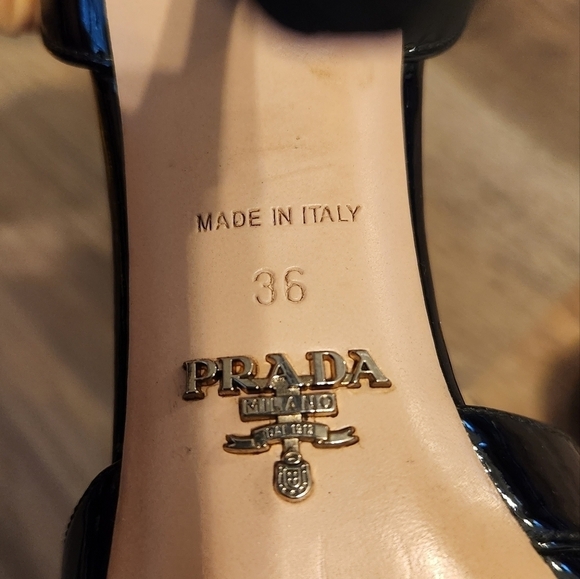 MADE IN ITALY
36
PRADA
MILANO
DAL 1913